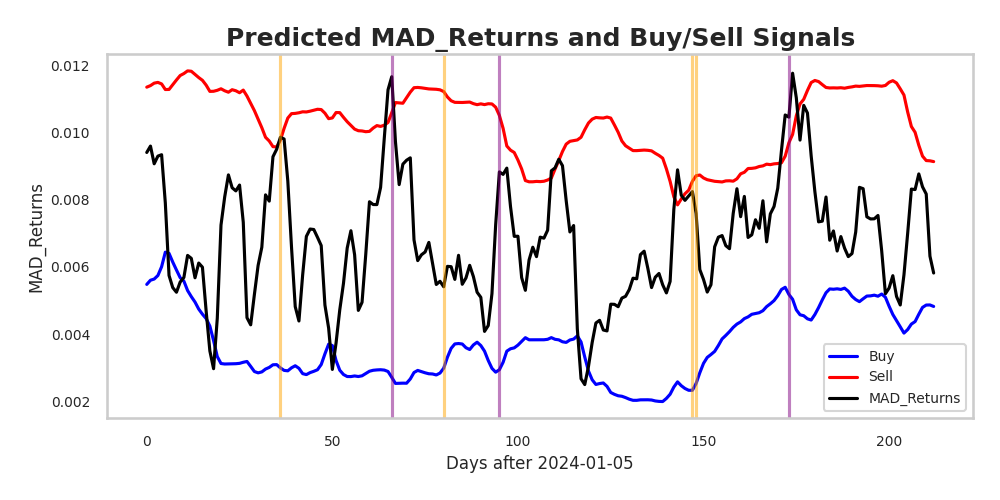 Predicted MAD_Returns and Buy/Sell Signals
MAD_Returns
0.012
0.010
0.008
0.006
0.004
0.002
0 50 100 150 200
Days after 2024-01-05
Buy
Sell
MAD_Returns